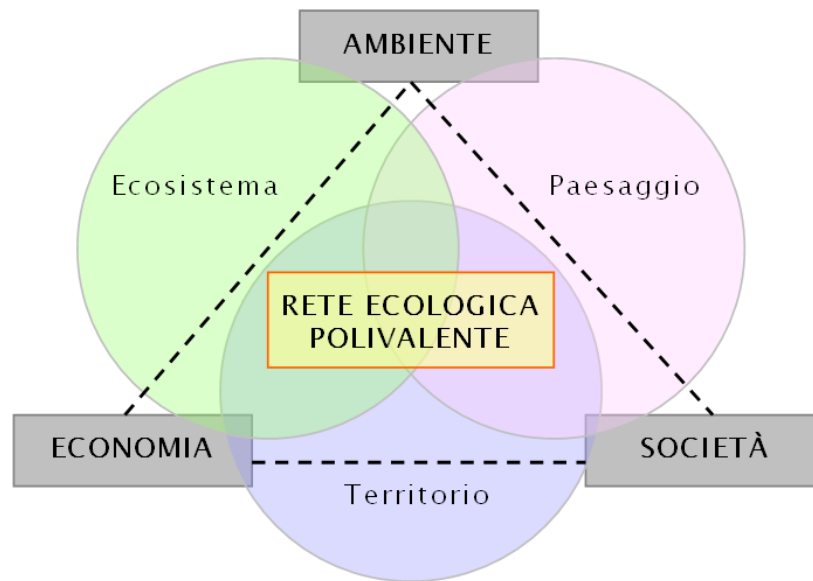 AMBIENTE
Ecosistema
Paesaggio
RETE ECOLOGICA
POLIVALENTE
ECONOMIA
SOCIETÀ
Territorio